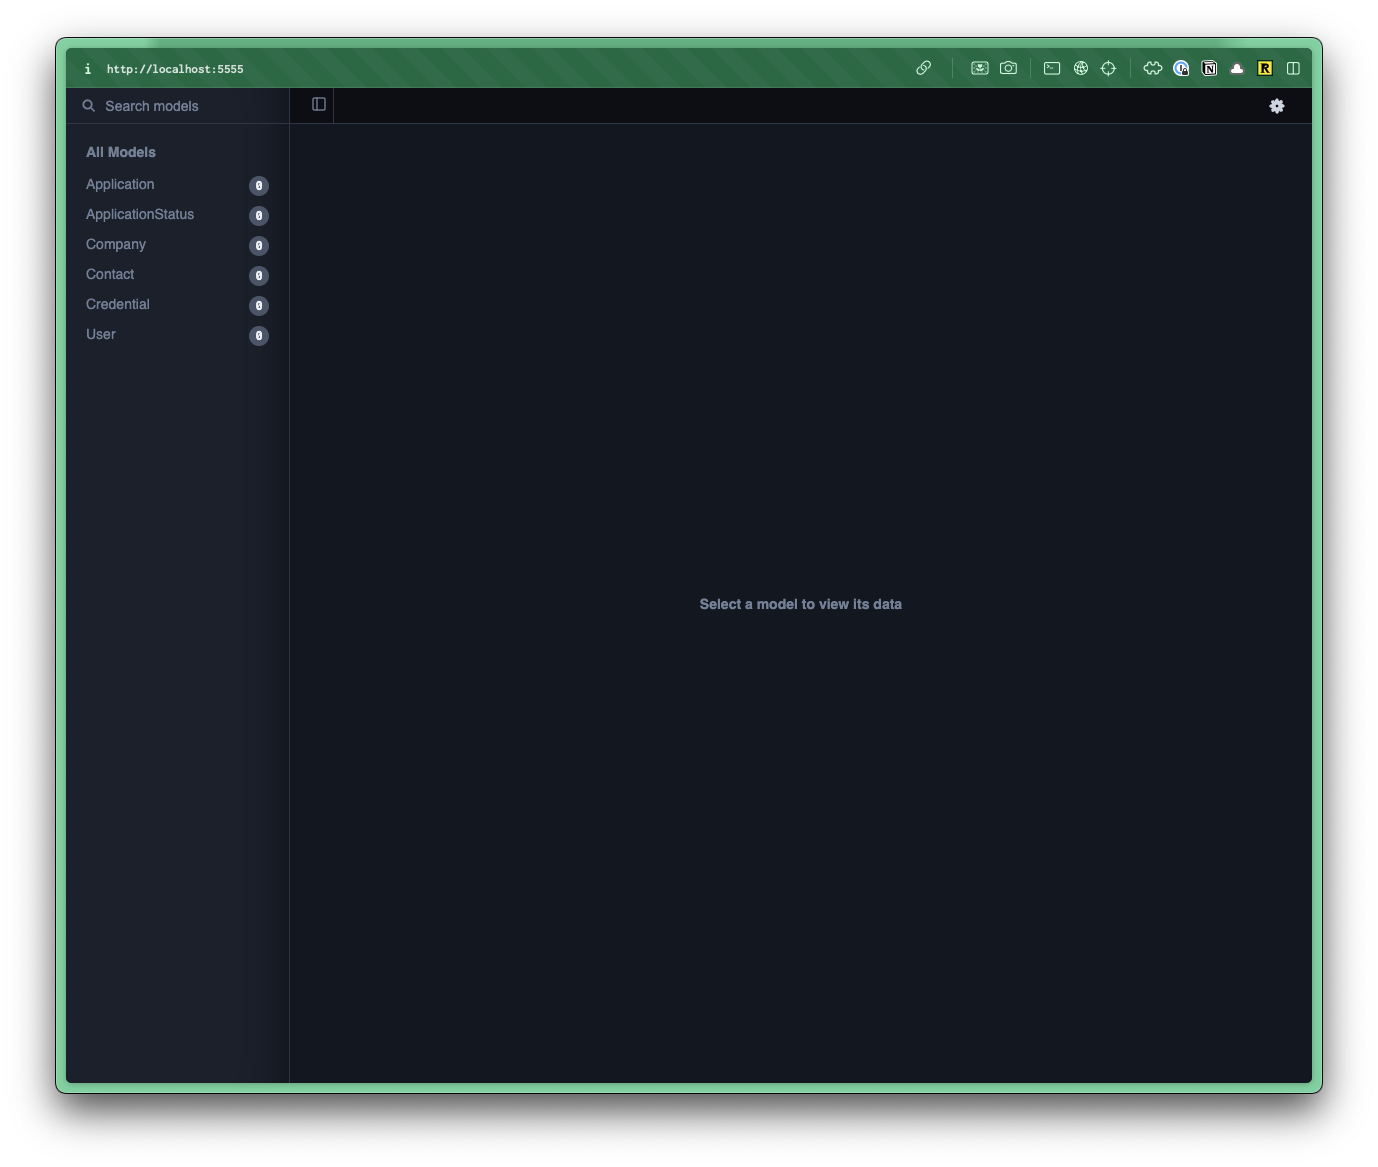 i http://localhost:5555
N R
Search models
All Models
Application 0
ApplicationStatus 0
Company 0
Contact 0
Credential 0
User 0
Select a model to view its data